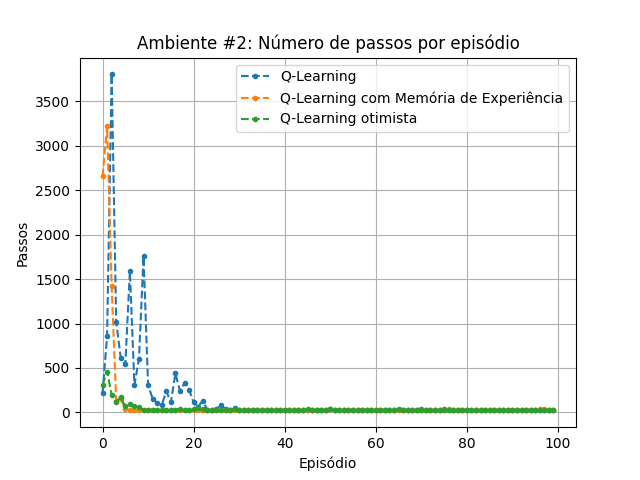 Ambiente #2: Número de passos por episódio
Q-Learning
Q-Learning com Memória de Experiência
Q-Learning otimista
Passos
3500
3000
2500
2000
1500
1000
500
0
0 20 40 60 80 100
Episódio